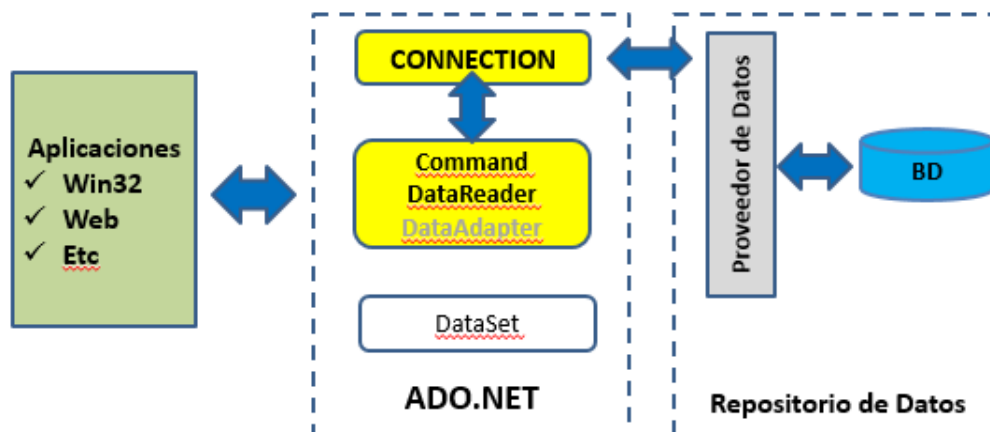 Aplicaciones
✓ Win32
✓ Web
✓ Etc
CONNECTION
Command
DataReader
DataAdapter
DataSet
ADO.NET
Proveedor de Datos
BD
Repositorio de Datos